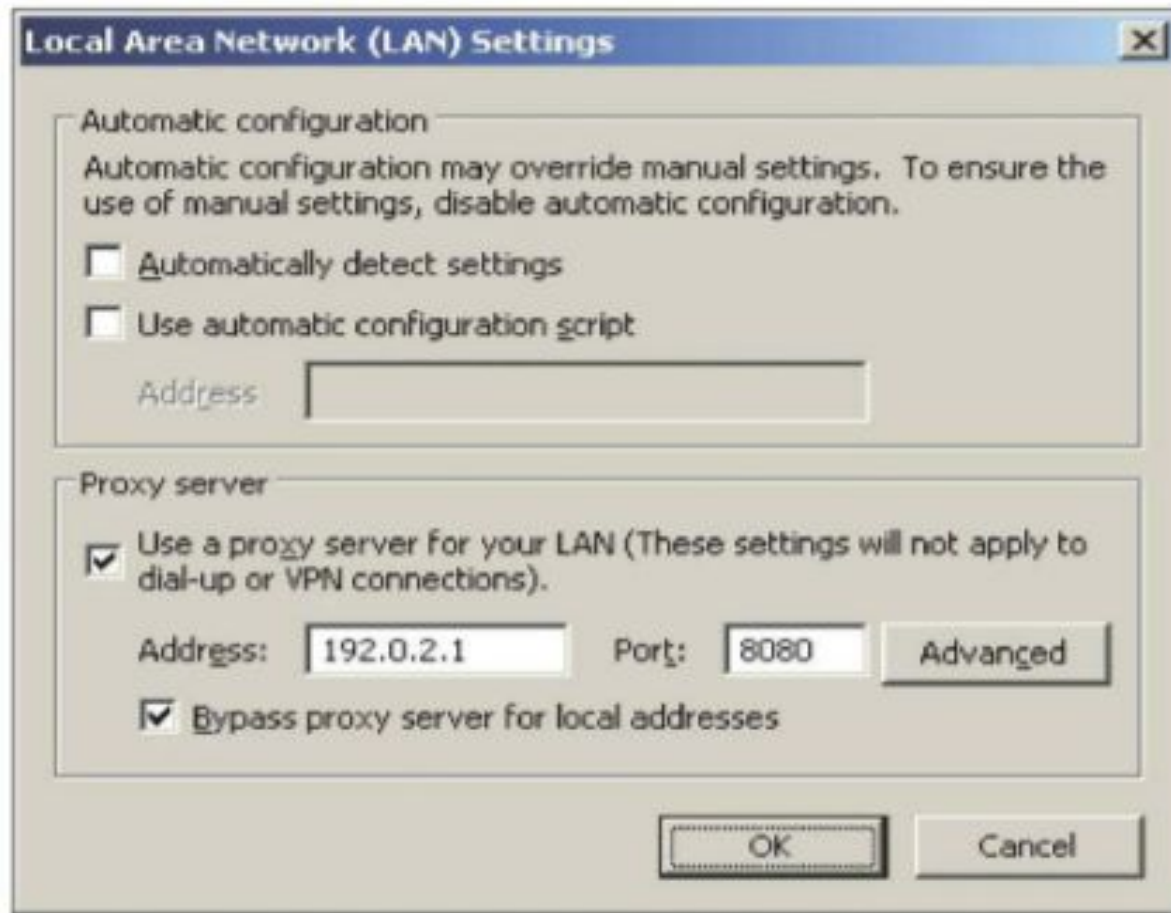 Local Area Network (LAN) Settings
Automatic configuration
Automatic configuration may override manual settings. To ensure the
use of manual settings, disable automatic configuration.
Automatically detect settings
Use automatic configuration script
Address
Proxy server
Use a proxy server for your LAN (These settings will not apply to
dial-up or VPN connections).
Address: 192.0.2.1 Port: 8080 Advanced
Bypass proxy server for local addresses
OK Cancel